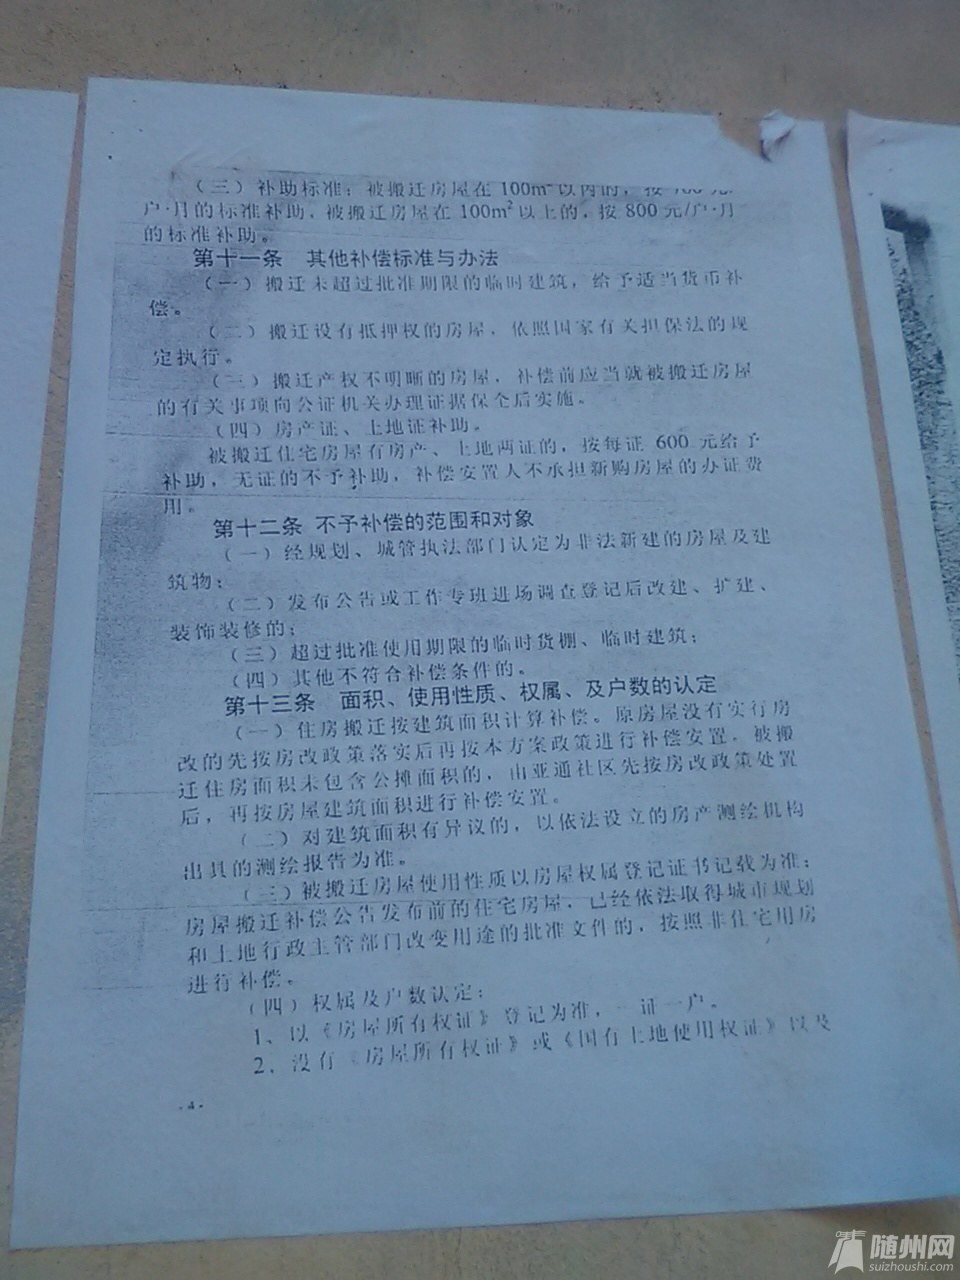 （三）补助标准：被搬迁房屋在100m²以内的，按700元/
户·月的标准补助，被搬迁房屋在100m²以上的，按800元/户·月
的标准补助。
第十一条 其他补偿标准与办法
（一）搬迁未超过批准期限的临时建筑，给予适当货币补
偿。
（二）搬迁设有抵押权的房屋，依照国家有关担保法的规
定执行。
（三）搬迁产权不明晰的房屋，补偿前应当就被搬迁房屋
的有关事项向公证机关办理证据保全后实施。
（四）房产证、土地证补助。
被搬迁住宅房屋有房产、土地两证的，按每证600元给予
补助，无证的不予补助，补偿安置人不承担新购房屋的办证费
用。
第十二条 不予补偿的范围和对象
（一）经规划、城管执法部门认定为非法新建的房屋及建
筑物；
（二）发布公告或工作专班进场调查登记后改建、扩建、
装饰装修的；
（三）超过批准使用期限的临时货棚、临时建筑；
（四）其他不符合补偿条件的。
第十三条 面积、使用性质、权属、及户数的认定
（一）住房搬迁按建筑面积计算补偿。原房屋没有实行房
改的先按房改政策落实后再按本方案政策进行补偿安置。被搬
迁住房面积未包含公摊面积的，由亚通社区先按房改政策处置
后，再按房屋建筑面积进行补偿安置。
（二）对建筑面积有异议的，以依法设立的房产测绘机构
出具的测绘报告为准。
（三）被搬迁房屋使用性质以房屋权属登记证书记载为准；
房屋搬迁补偿公告发布前的住宅房屋，已经依法取得城市规划
和土地行政主管部门改变用途的批准文件的，按照非住宅用房
进行补偿。
（四）权属及户数认定：
1、以《房屋所有权证》登记为准，一证一户。
2、没有《房屋所有权证》或《国有土地使用权证》以及
·4·
随州网
suizhoushi.com